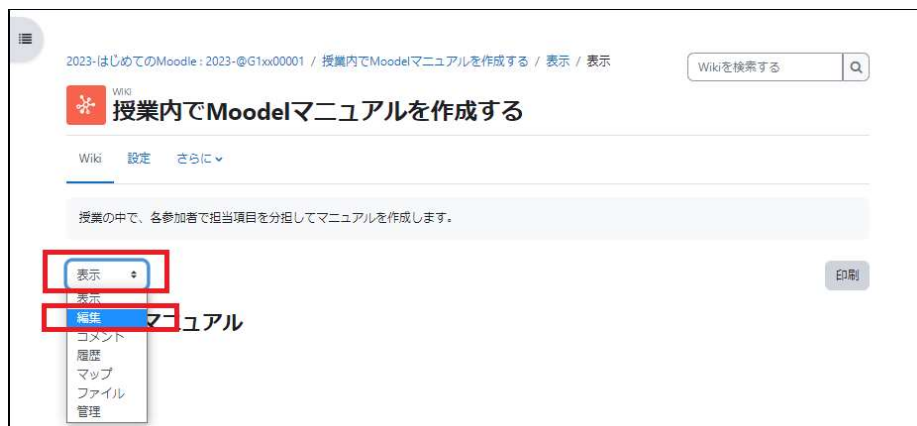 2023-はじめてのMoodle : 2023-@G1xx00001 / 授業内でMoodelマニュアルを作成する / 表示 / 表示
Wikiを検索する
Wiki
授業内でMoodelマニュアルを作成する
Wiki 設定 さらに
授業の中で、各参加者で担当項目を分担してマニュアルを作成します。
表示
印刷
表示
編集
マニュアル
コメント
履歴
マップ
ファイル
管理